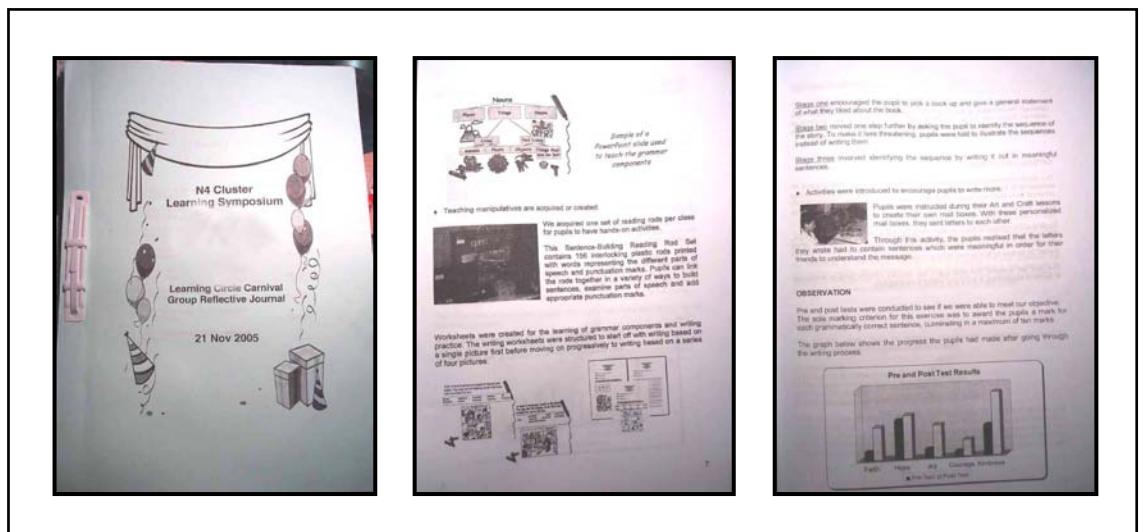 N4 Cluster
Learning Symposium
Learning Circle Carnival
Group Reflective Journal
21 Nov 2005
Nouns
Things
Sample of a
PowerPoint slide used
to teach the grammar
components
• Teaching manipulatives are acquired or created.
We acquired one set of reading rods per class
for pupils to have hands-on activities.
This Sentence-Building Reading Rod Set
contains 156 interlocking plastic rods printed
with words representing the different parts of
speech and punctuation marks. Pupils can link
the rods together in a variety of ways to build
sentences, examine parts of speech and add
appropriate punctuation marks.
Worksheets were created for the learning of grammar components and writing
practice. The writing worksheets were structured to start off with writing based on
a single picture first before moving on progressively to writing based on a series
of four pictures.
7
Stage one encouraged the pupil to pick a book up and give a general statement
of what they liked about the book.
Stage two moved one step further by asking the pupil to identify the sequence of
the story. To make it less threatening, pupils were told to illustrate the sequences
instead of writing them.
Stage three involved identifying the sequence by writing it out in meaningful
sentences.
• Activities were introduced to encourage pupils to write more.
Pupils were instructed during their Art and Craft lessons
to create their own mail boxes. With these personalized
mail boxes, they sent letters to each other.
Through this activity, the pupils realised that the letters
they wrote had to contain sentences which were meaningful in order for their
friends to understand the message.
OBSERVATION
Pre and post tests were conducted to see if we were able to meet our objective.
The sole marking criterion for this exercise was to award the pupils a mark for
each grammatically correct sentence, culminating in a maximum of ten marks.
The graph below shows the progress the pupils had made after going through
the writing process.
Pre and Post Test Results
Faith Hope Joy Courage Kindness
Pre Test Post Test